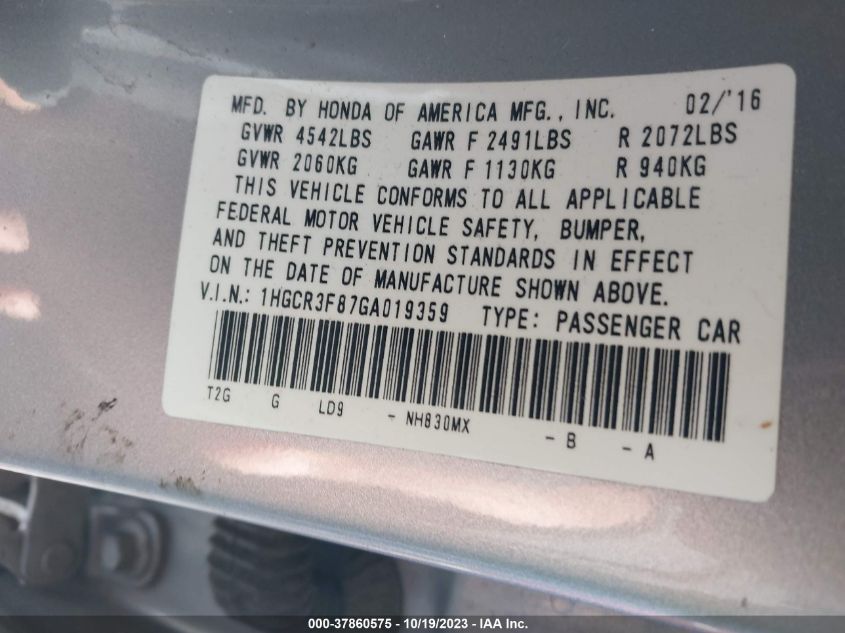 MFD. BY HONDA OF AMERICA MFG., INC. 02/'16
GVWR 4542LBS GAWR F 2491LBS R 2072LBS
GVWR 2060KG GAWR F 1130KG R 940KG
THIS VEHICLE CONFORMS TO ALL APPLICABLE
FEDERAL MOTOR VEHICLE SAFETY, BUMPER,
AND THEFT PREVENTION STANDARDS IN EFFECT
ON THE DATE OF MANUFACTURE SHOWN ABOVE.
V.I.N.: 1HGCR3F87GA019359 TYPE: PASSENGER CAR
T2G G LD9 - NH830MX - B - A
000-37860575 - 10/19/2023 - IAA Inc.